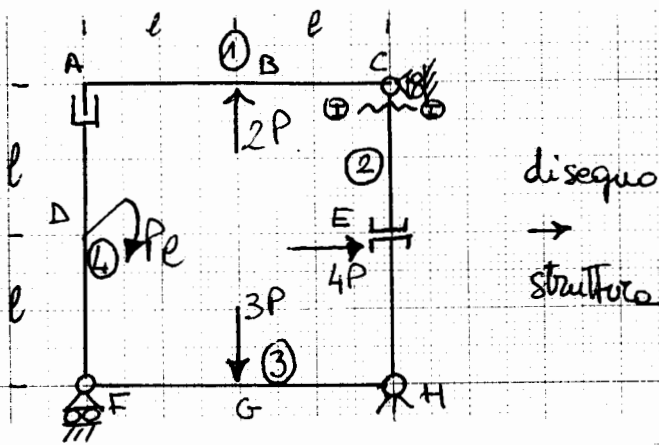 l l
A ① B C
2P
T T
②
l
D ④ Pl
E
4P
disegno
struttura
l
3P
③
F G H